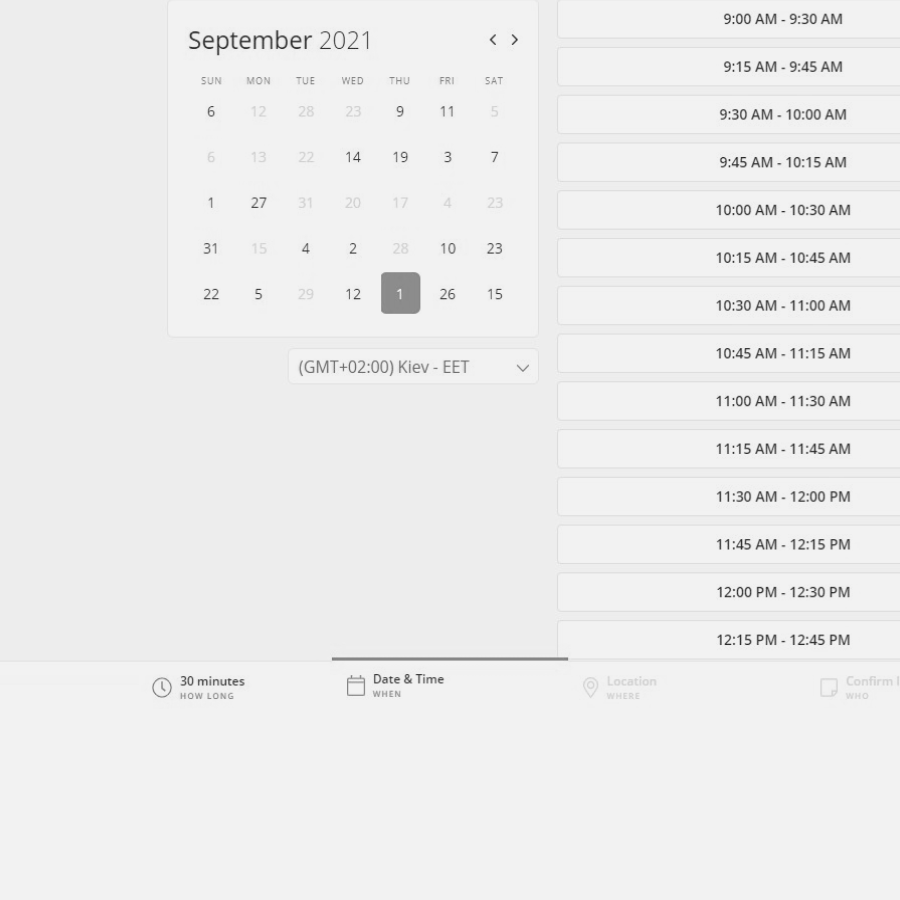 September 2021
SUN MON TUE WED THU FRI SAT
6 12 28 23 9 11 5
6 13 22 14 19 3 7
1 27 31 20 17 4 23
31 15 4 2 28 10 23
22 5 29 12 1 26 15
(GMT+02:00) Kiev - EET
9:00 AM - 9:30 AM
9:15 AM - 9:45 AM
9:30 AM - 10:00 AM
9:45 AM - 10:15 AM
10:00 AM - 10:30 AM
10:15 AM - 10:45 AM
10:30 AM - 11:00 AM
10:45 AM - 11:15 AM
11:00 AM - 11:30 AM
11:15 AM - 11:45 AM
11:30 AM - 12:00 PM
11:45 AM - 12:15 PM
12:00 PM - 12:30 PM
12:15 PM - 12:45 PM
30 minutes
HOW LONG
Date & Time
WHEN
Location
WHERE
Confirm
WHO